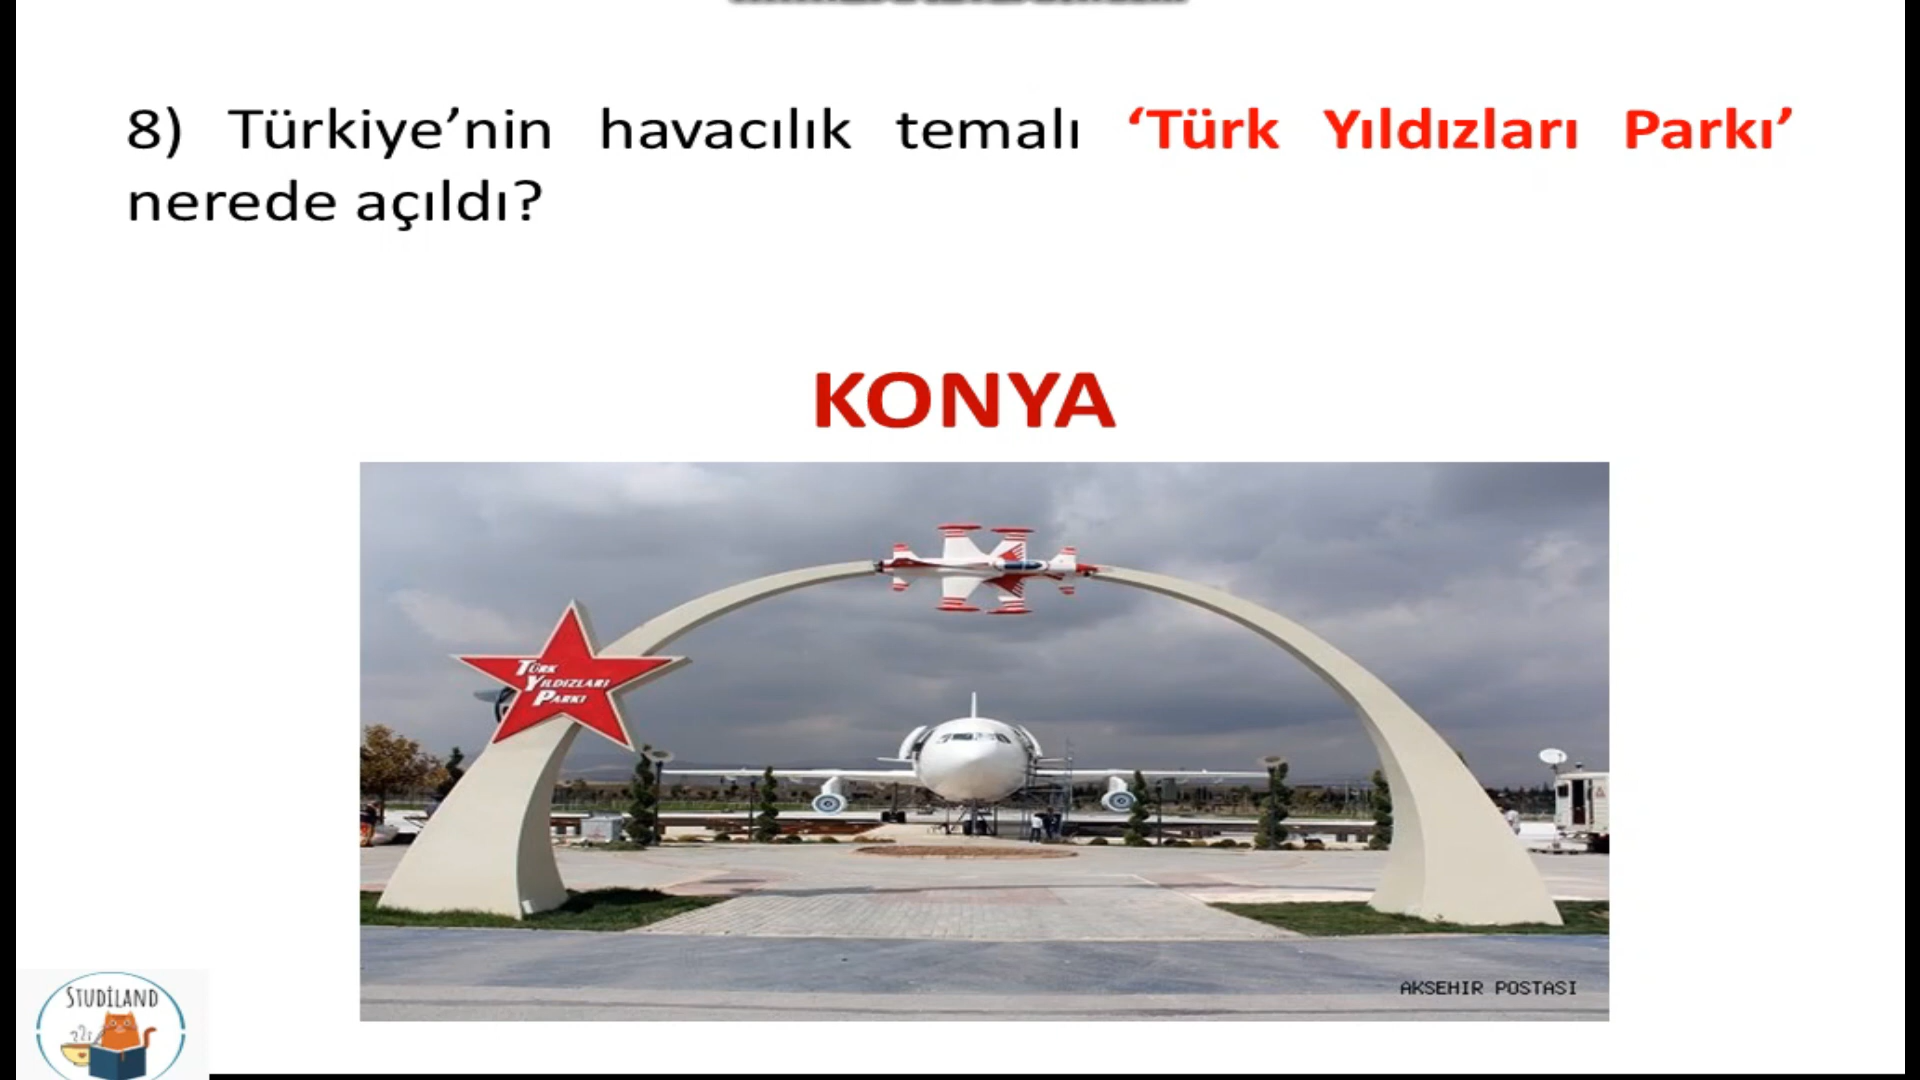 8) Türkiye’nin havacılık temalı ‘Türk Yıldızları Parkı’
nerede açıldı?
KONYA
TÜRK
YILDIZLARI
PARKI
AKSEHIR POSTASI
STUDİLAND